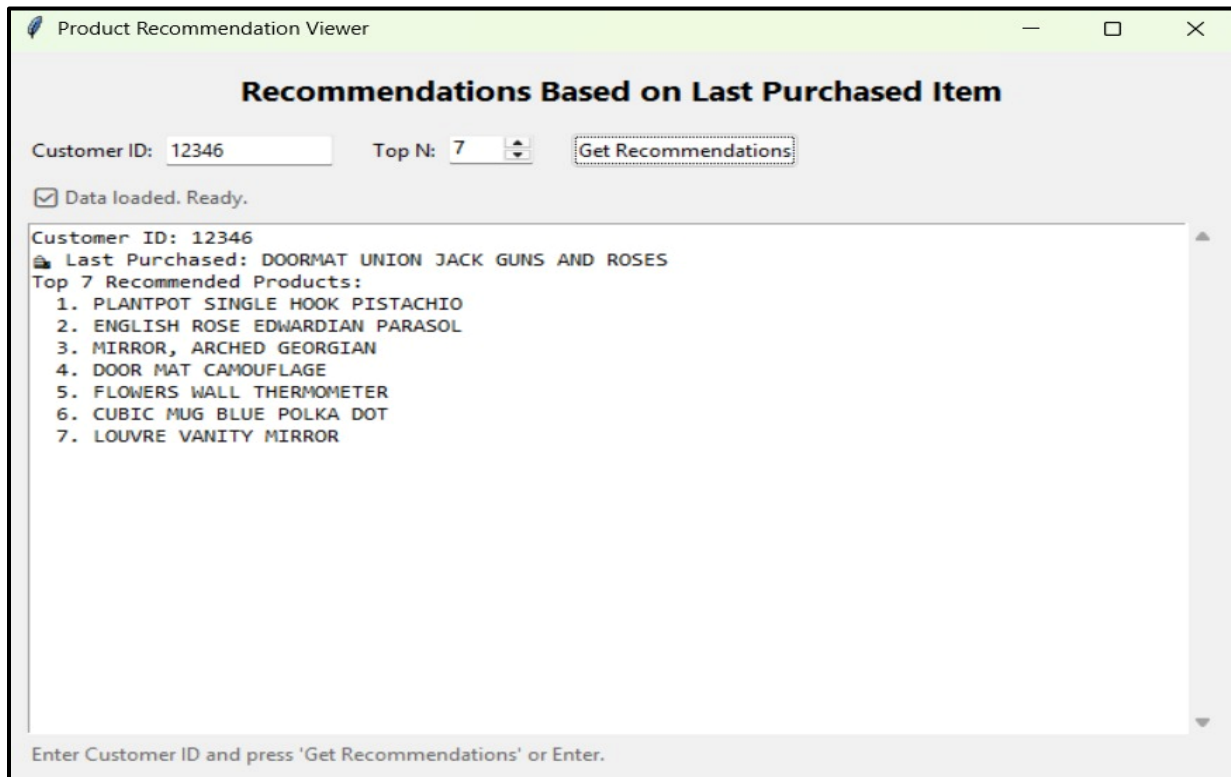 Product Recommendation Viewer
Recommendations Based on Last Purchased Item
Customer ID: 12346 Top N: 7 Get Recommendations
Data loaded. Ready.
Customer ID: 12346
Last Purchased: DOORMAT UNION JACK GUNS AND ROSES
Top 7 Recommended Products:
1. PLANTPOT SINGLE HOOK PISTACHIO
2. ENGLISH ROSE EDWARDIAN PARASOL
3. MIRROR, ARCHED GEORGIAN
4. DOOR MAT CAMOUFLAGE
5. FLOWERS WALL THERMOMETER
6. CUBIC MUG BLUE POLKA DOT
7. LOUVRE VANITY MIRROR
Enter Customer ID and press 'Get Recommendations' or Enter.